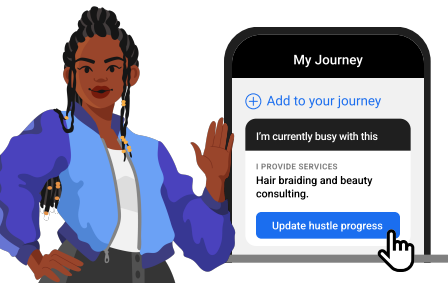 My Journey
Add to your journey
I'm currently busy with this
I PROVIDE SERVICES
Hair braiding and beauty
consulting.
Update hustle progress